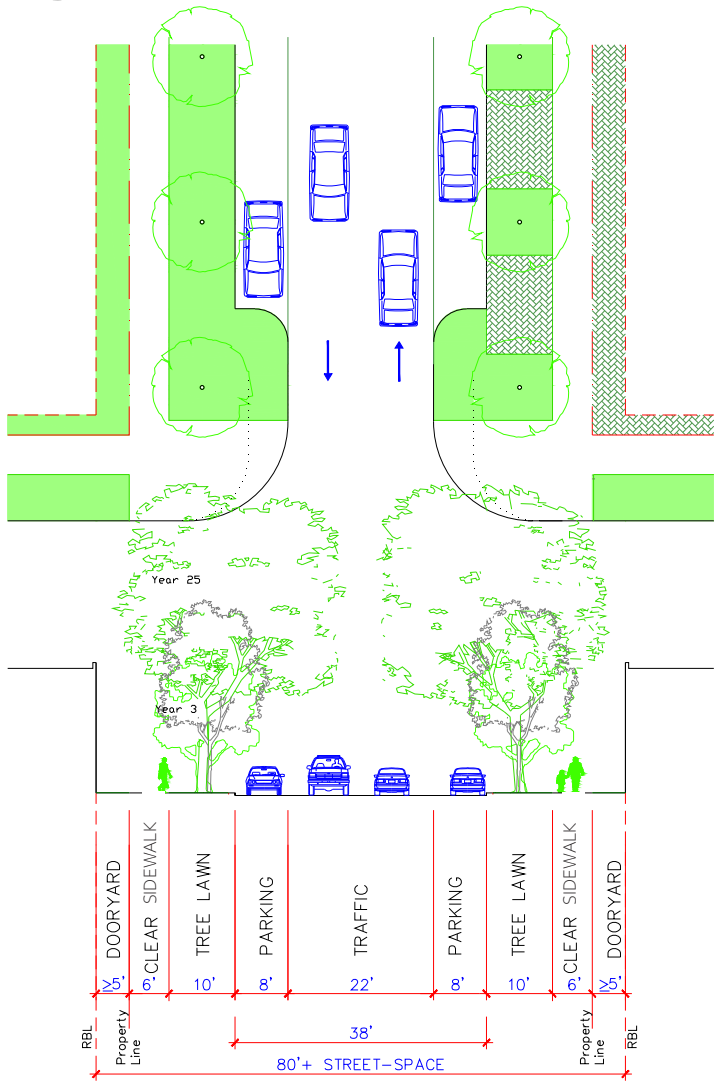 Year 25
Year 3
DOORYARD
CLEAR SIDEWALK
TREE LAWN
PARKING
TRAFFIC
PARKING
TREE LAWN
CLEAR SIDEWALK
DOORYARD
≥5' 6' 10' 8' 22' 8' 10' 6' ≥5'
RBL
Property
Line
38'
Property
Line
RBL
80'+ STREET-SPACE